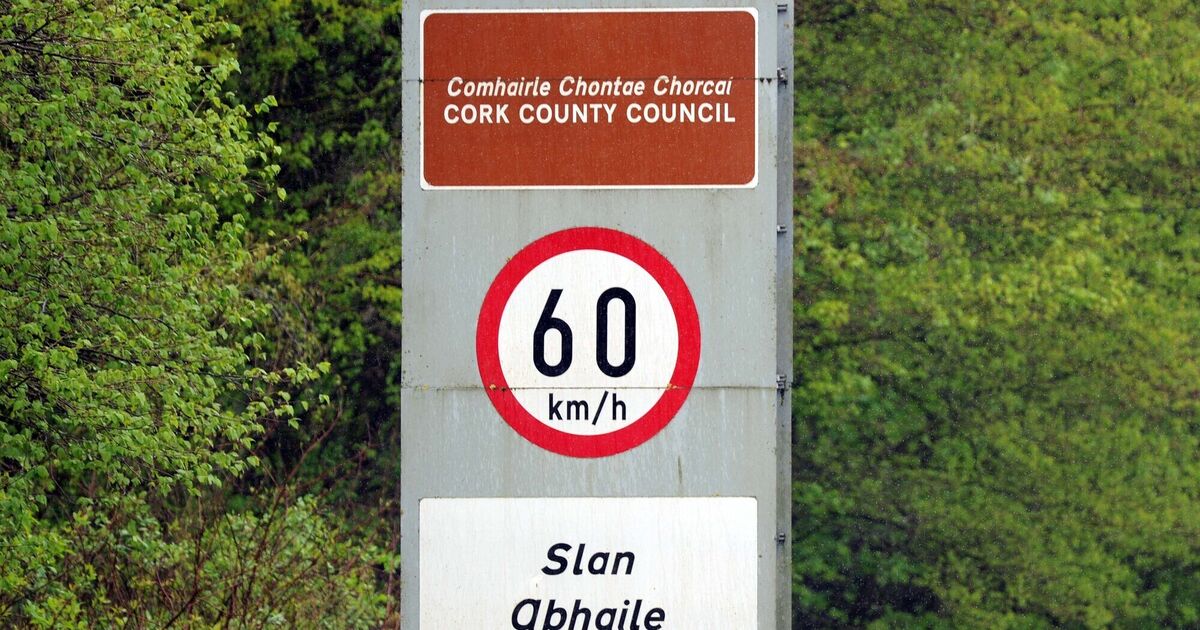 Comhairle Chontae Chorcaí
CORK COUNTY COUNCIL
60
km/h
Slan
abhaile